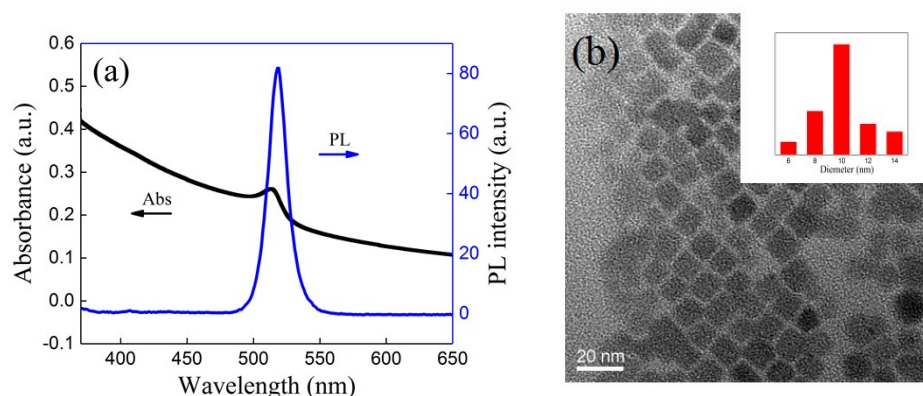 (a)
0.6
0.5
0.4
0.3
0.2
0.1
0.0
-0.1
Absorbance (a.u.)
Abs
PL
80
60
40
20
0
PL intensity (a.u.)
400 450 500 550 600 650
Wavelength (nm)
(b)
6 8 10 12 14
Diemeter (nm)
20 nm